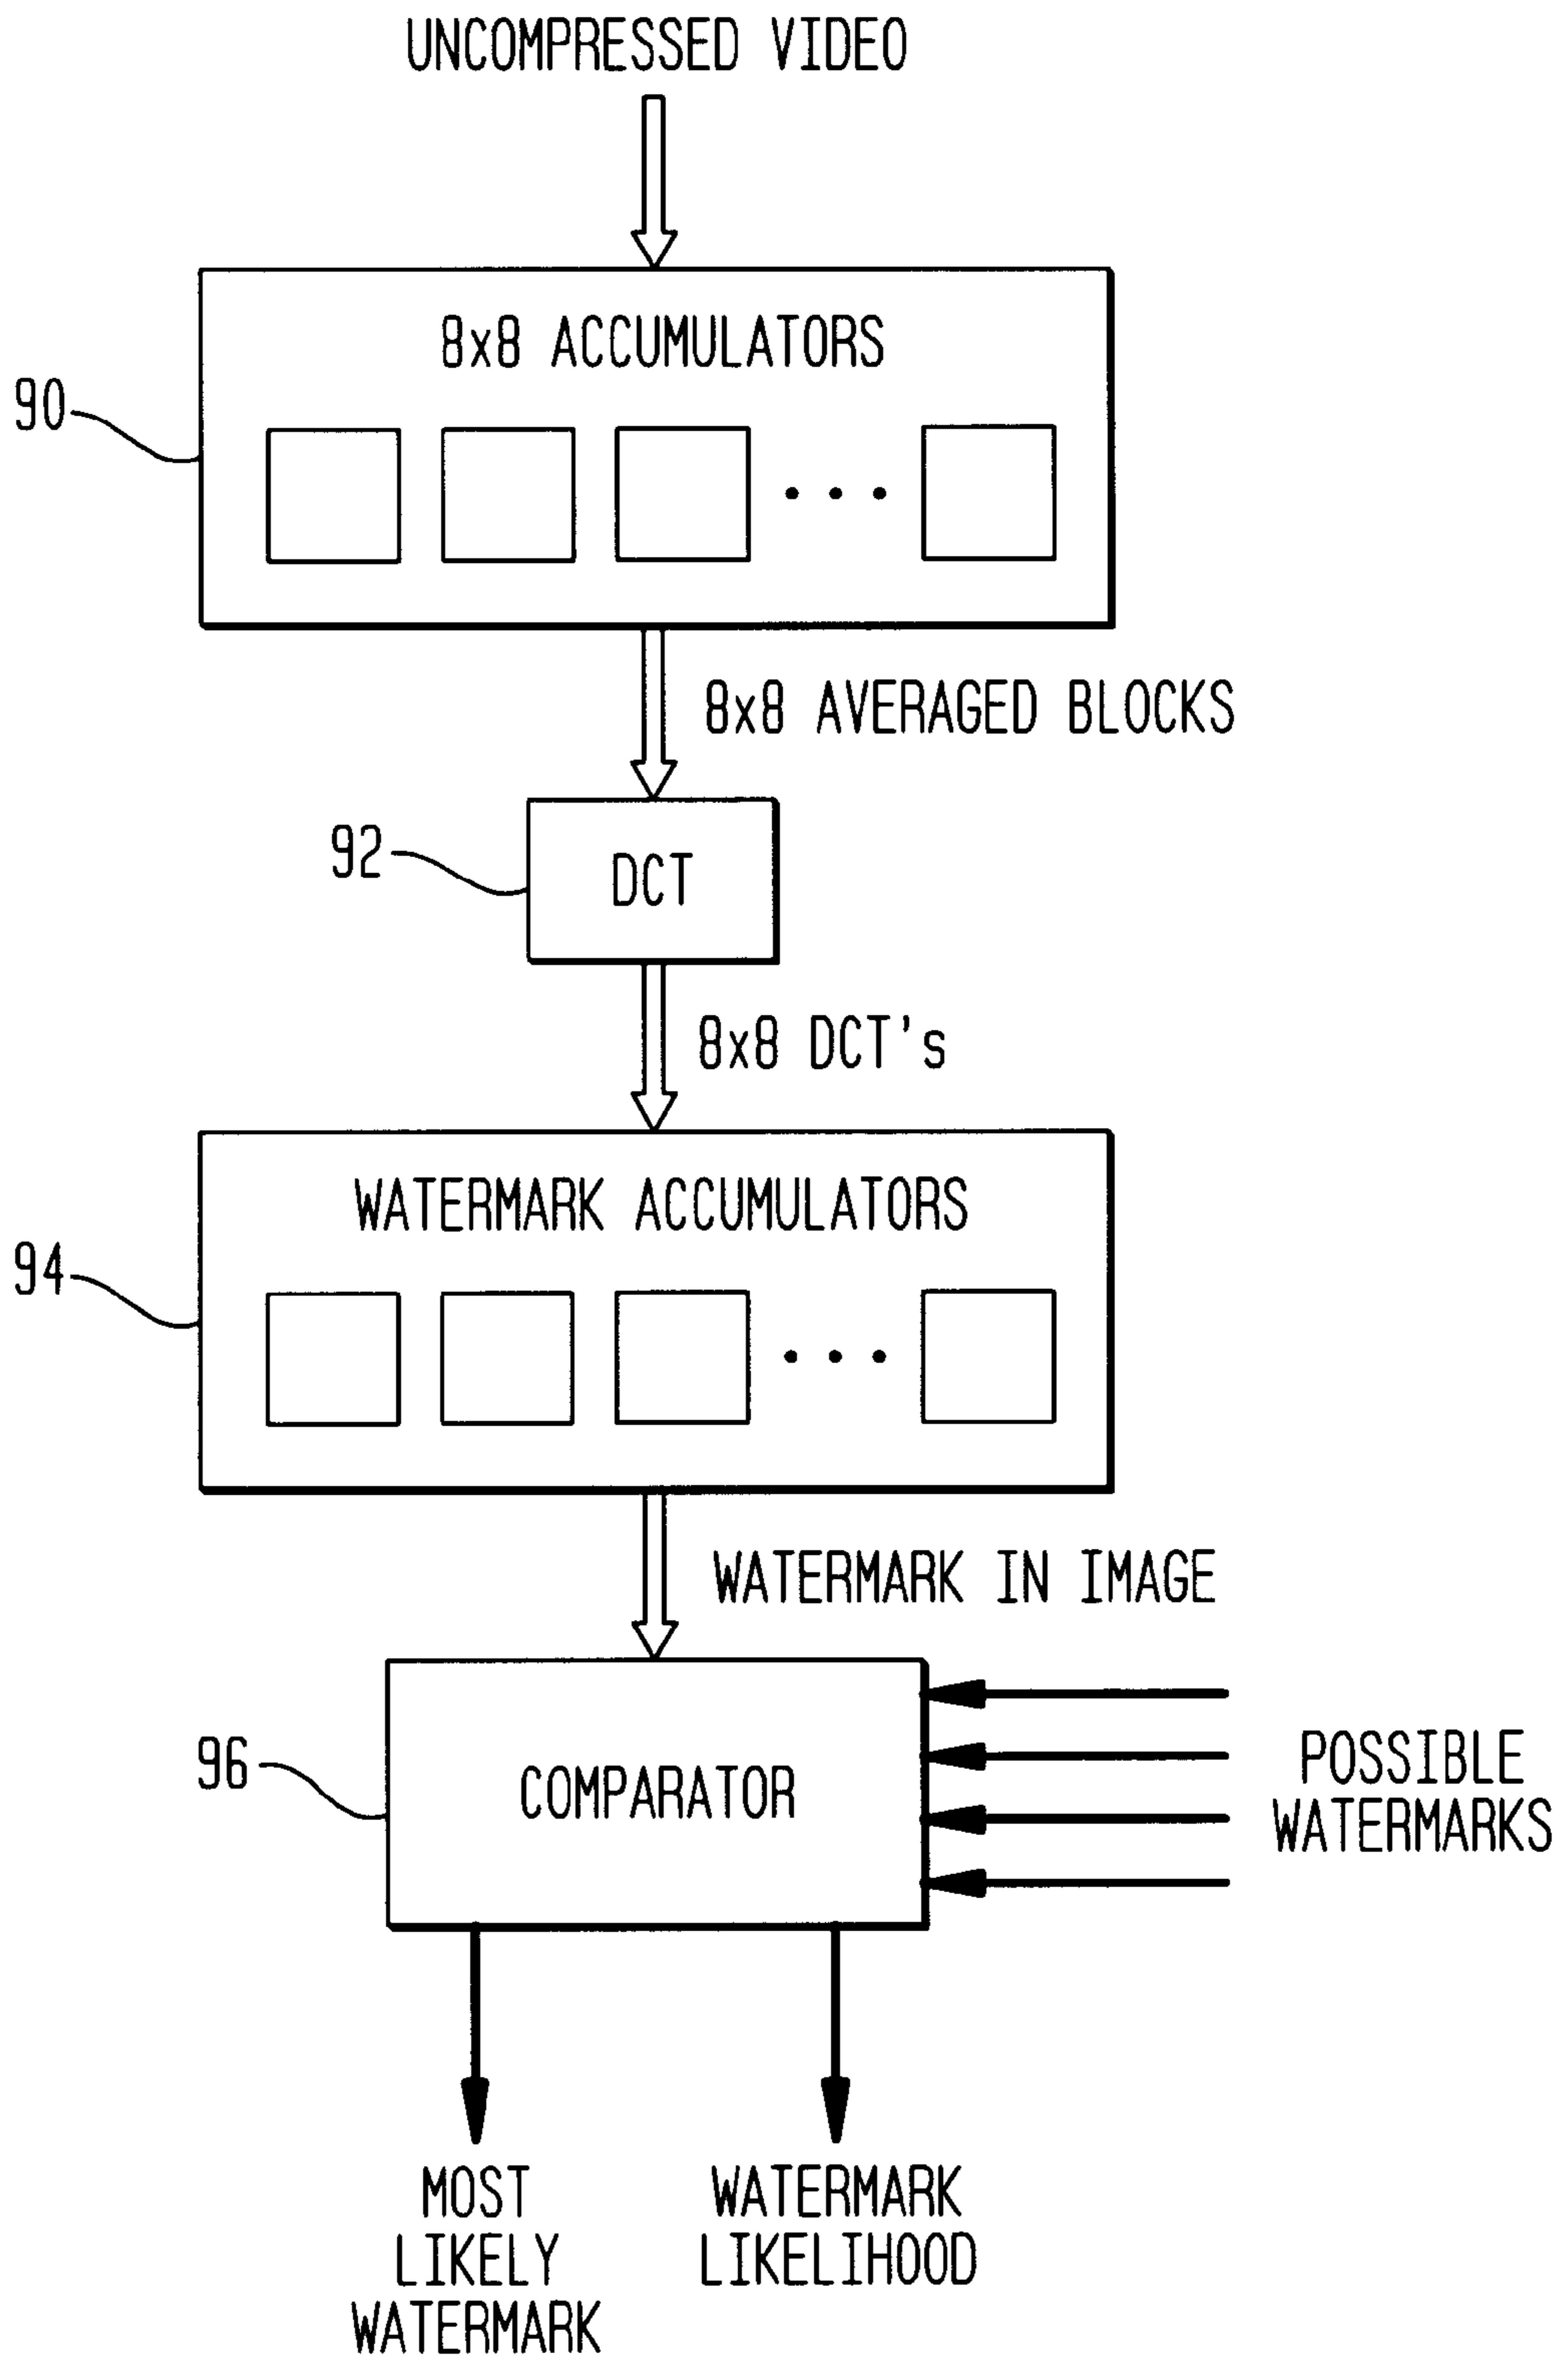 UNCOMPRESSED VIDEO
8x8 ACCUMULATORS
90
8x8 AVERAGED BLOCKS
92
DCT
8x8 DCT's
WATERMARK ACCUMULATORS
94
WATERMARK IN IMAGE
96
COMPARATOR
POSSIBLE
WATERMARKS
MOST
LIKELY
WATERMARK
WATERMARK
LIKELIHOOD